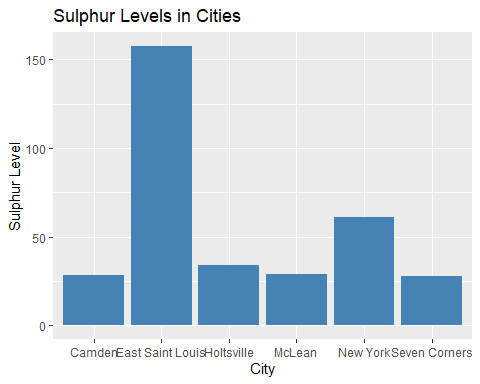 Sulphur Levels in Cities
Sulphur Level
150
100
50
0
Camden East Saint Louis Holtsville McLean New York Seven Corners
City